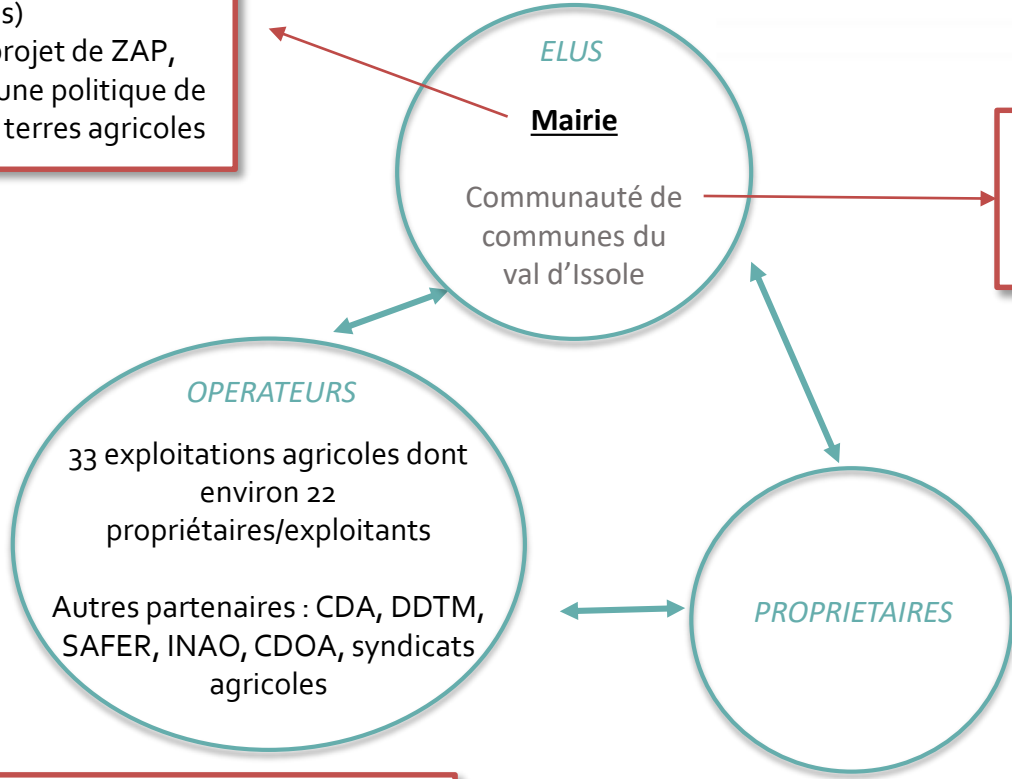 s)
projet de ZAP,
une politique de
terres agricoles
ELUS
Mairie
Communauté de
communes du
val d’Issole
OPERATEURS
33 exploitations agricoles dont
environ 22
propriétaires/exploitants
Autres partenaires : CDA, DDTM,
SAFER, INAO, CDOA, syndicats
agricoles
PROPRIETAIRES